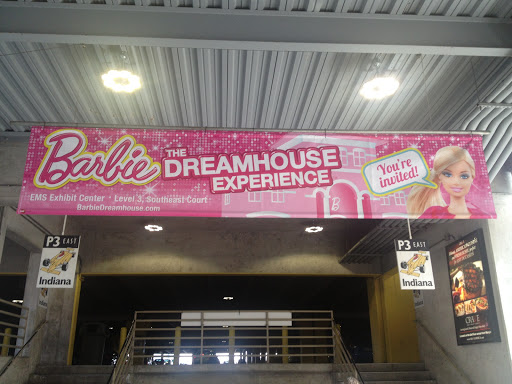 Barbie
THE
DREAMHOUSE
EXPERIENCE
You're
invited!
EMS Exhibit Center • Level 3, Southeast Court
BarbieDreamhouse.com
P3 EAST
Indiana
P3 EAST
Indiana